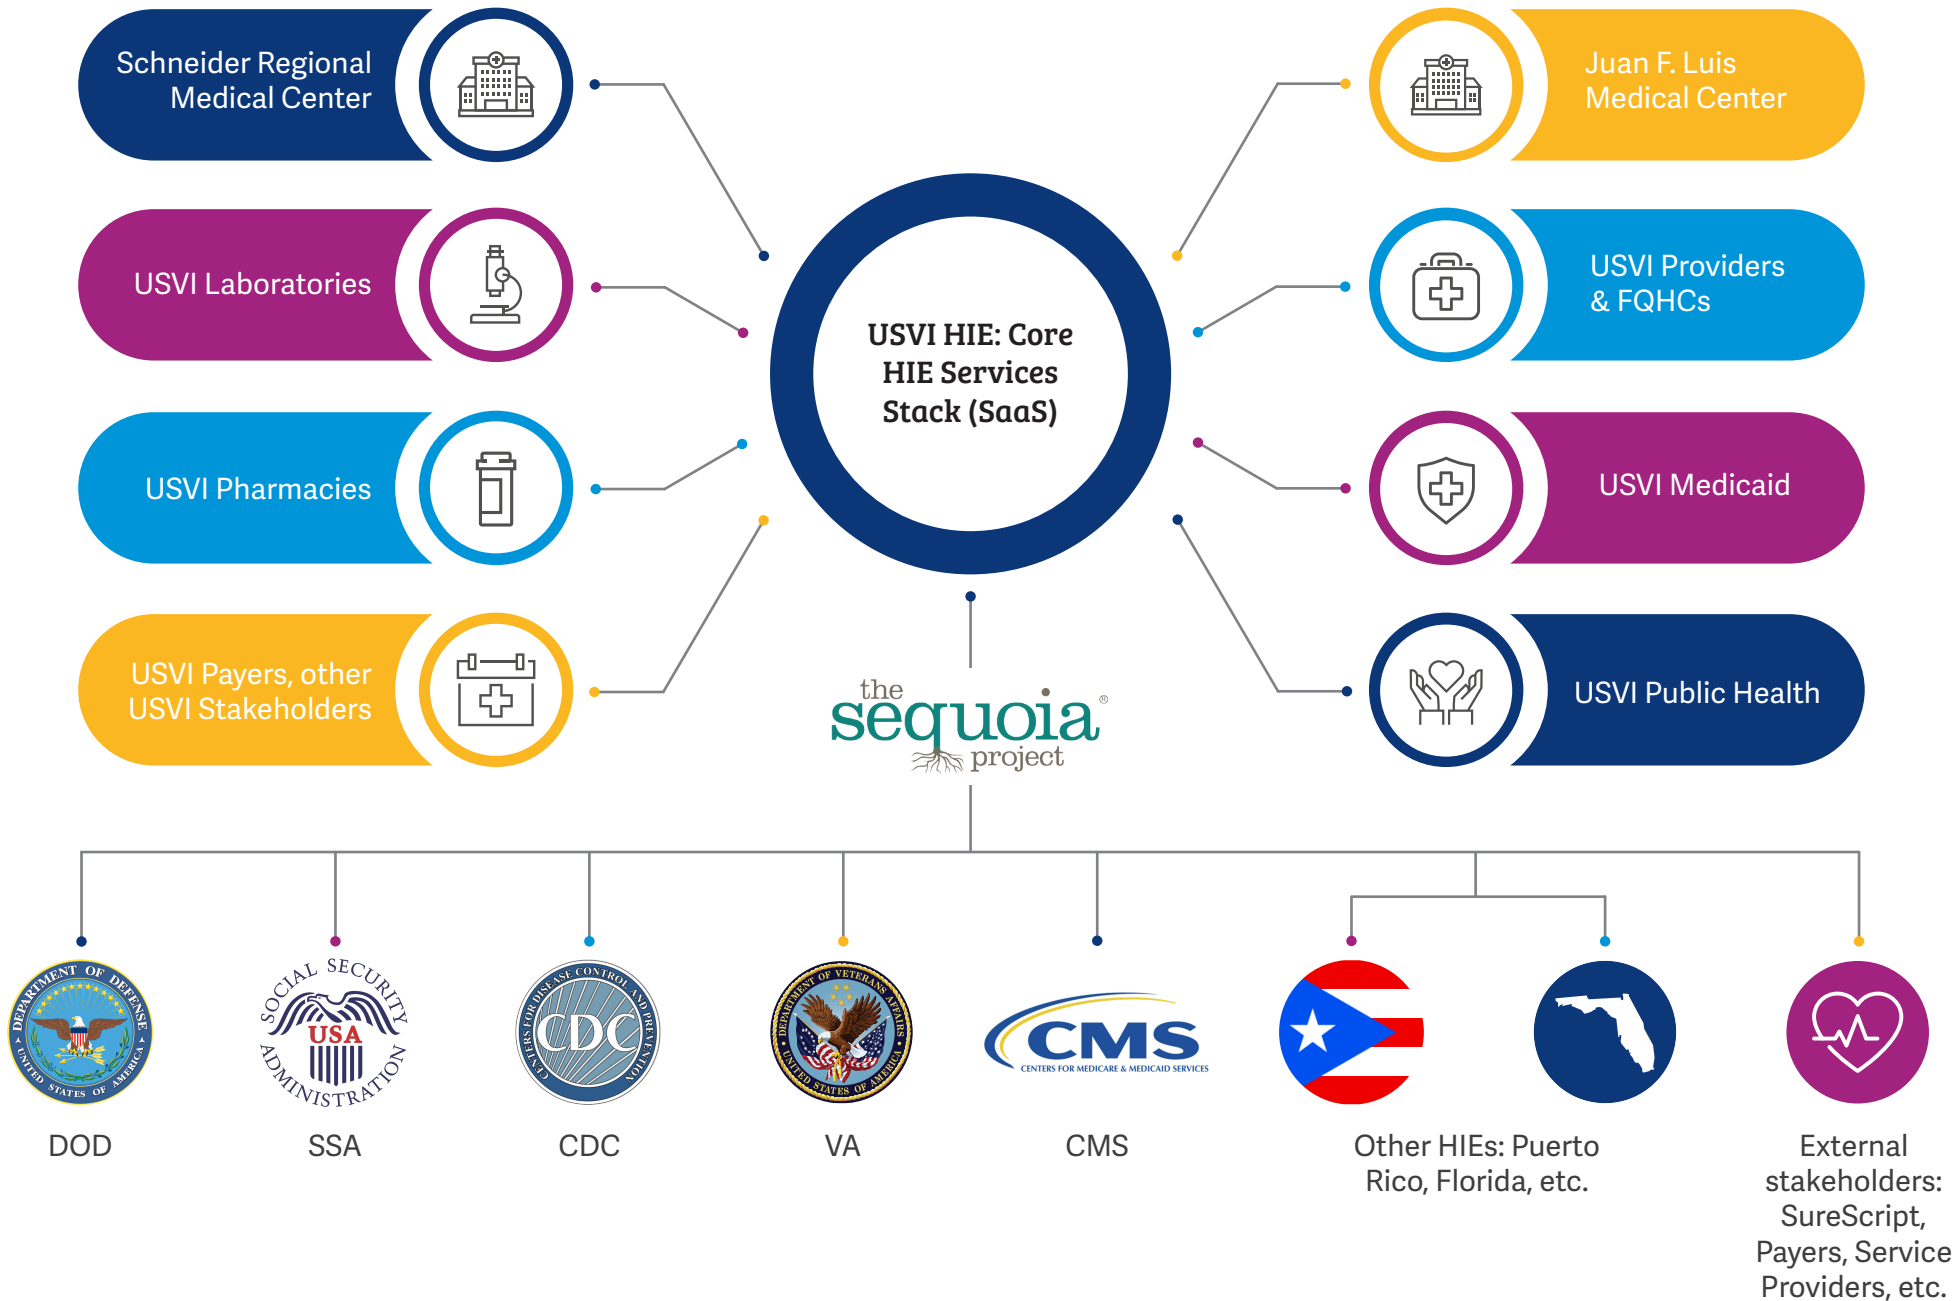 Schneider Regional
Medical Center
Juan F. Luis
Medical Center
USVI Laboratories
USVI Providers
& FQHCs
USVI HIE: Core
HIE Services
Stack (SaaS)
USVI Pharmacies
USVI Medicaid
USVI Payers, other
USVI Stakeholders
USVI Public Health
the
sequoia®
project
DEPARTMENT OF DEFENSE
UNITED STATES OF AMERICA
SOCIAL SECURITY
USA
ADMINISTRATION
CENTERS FOR DISEASE CONTROL AND PREVENTION
CDC
DEPARTMENT OF VETERANS AFFAIRS
UNITED STATES OF AMERICA
CMS
CENTERS FOR MEDICARE & MEDICAID SERVICES
DOD
SSA
CDC
VA
CMS
Other HIEs: Puerto
Rico, Florida, etc.
External
stakeholders:
SureScript,
Payers, Service
Providers, etc.